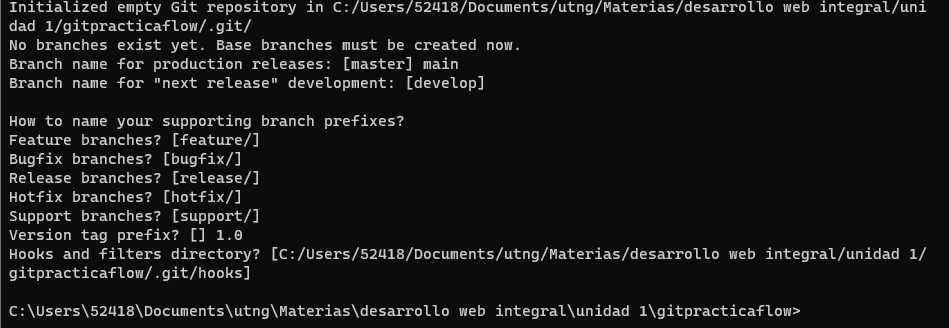 Initialized empty Git repository in C:/Users/52418/Documents/utng/Materias/desarrollo web integral/uni
dad 1/gitpracticaflow/.git/
No branches exist yet. Base branches must be created now.
Branch name for production releases: [master] main
Branch name for "next release" development: [develop]

How to name your supporting branch prefixes?
Feature branches? [feature/]
Bugfix branches? [bugfix/]
Release branches? [release/]
Hotfix branches? [hotfix/]
Support branches? [support/]
Version tag prefix? [] 1.0
Hooks and filters directory? [C:/Users/52418/Documents/utng/Materias/desarrollo web integral/unidad 1/
gitpracticaflow/.git/hooks]

C:\Users\52418\Documents\utng\Materias\desarrollo web integral\unidad 1\gitpracticaflow>